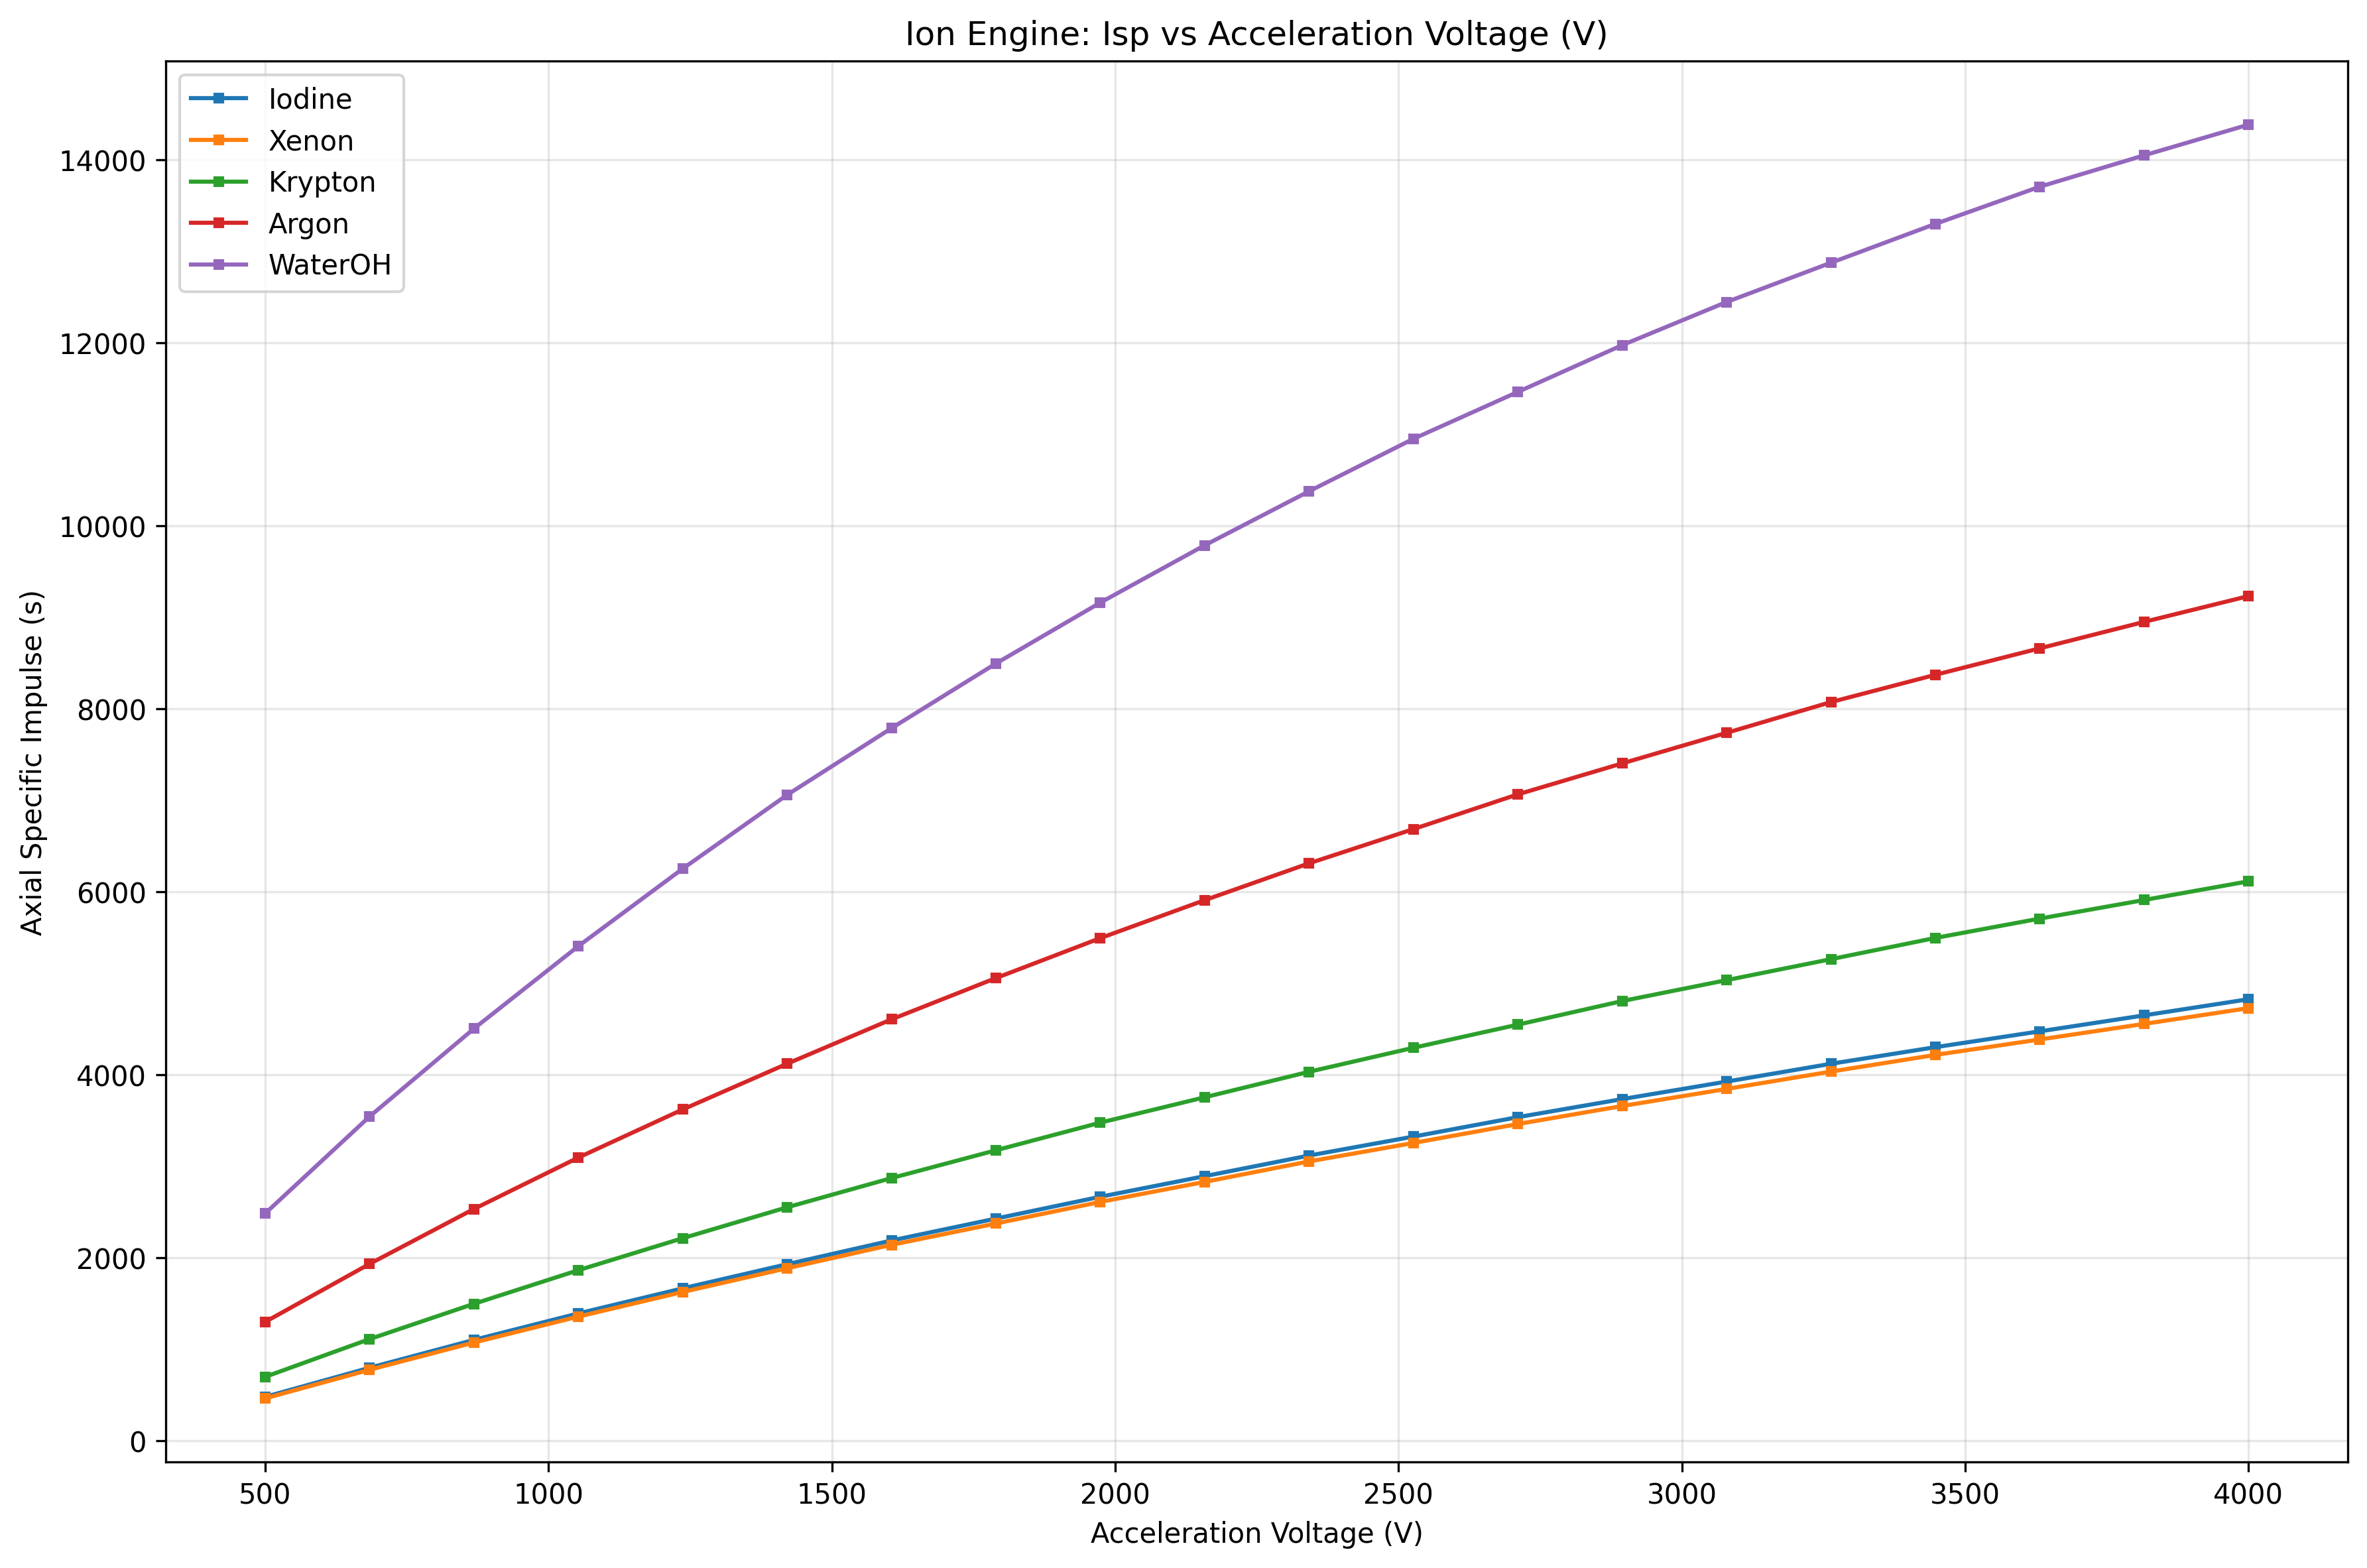 Ion Engine: Isp vs Acceleration Voltage (V)
Iodine
Xenon
Krypton
Argon
WaterOH
Axial Specific Impulse (s)
14000
12000
10000
8000
6000
4000
2000
0
500 1000 1500 2000 2500 3000 3500 4000
Acceleration Voltage (V)